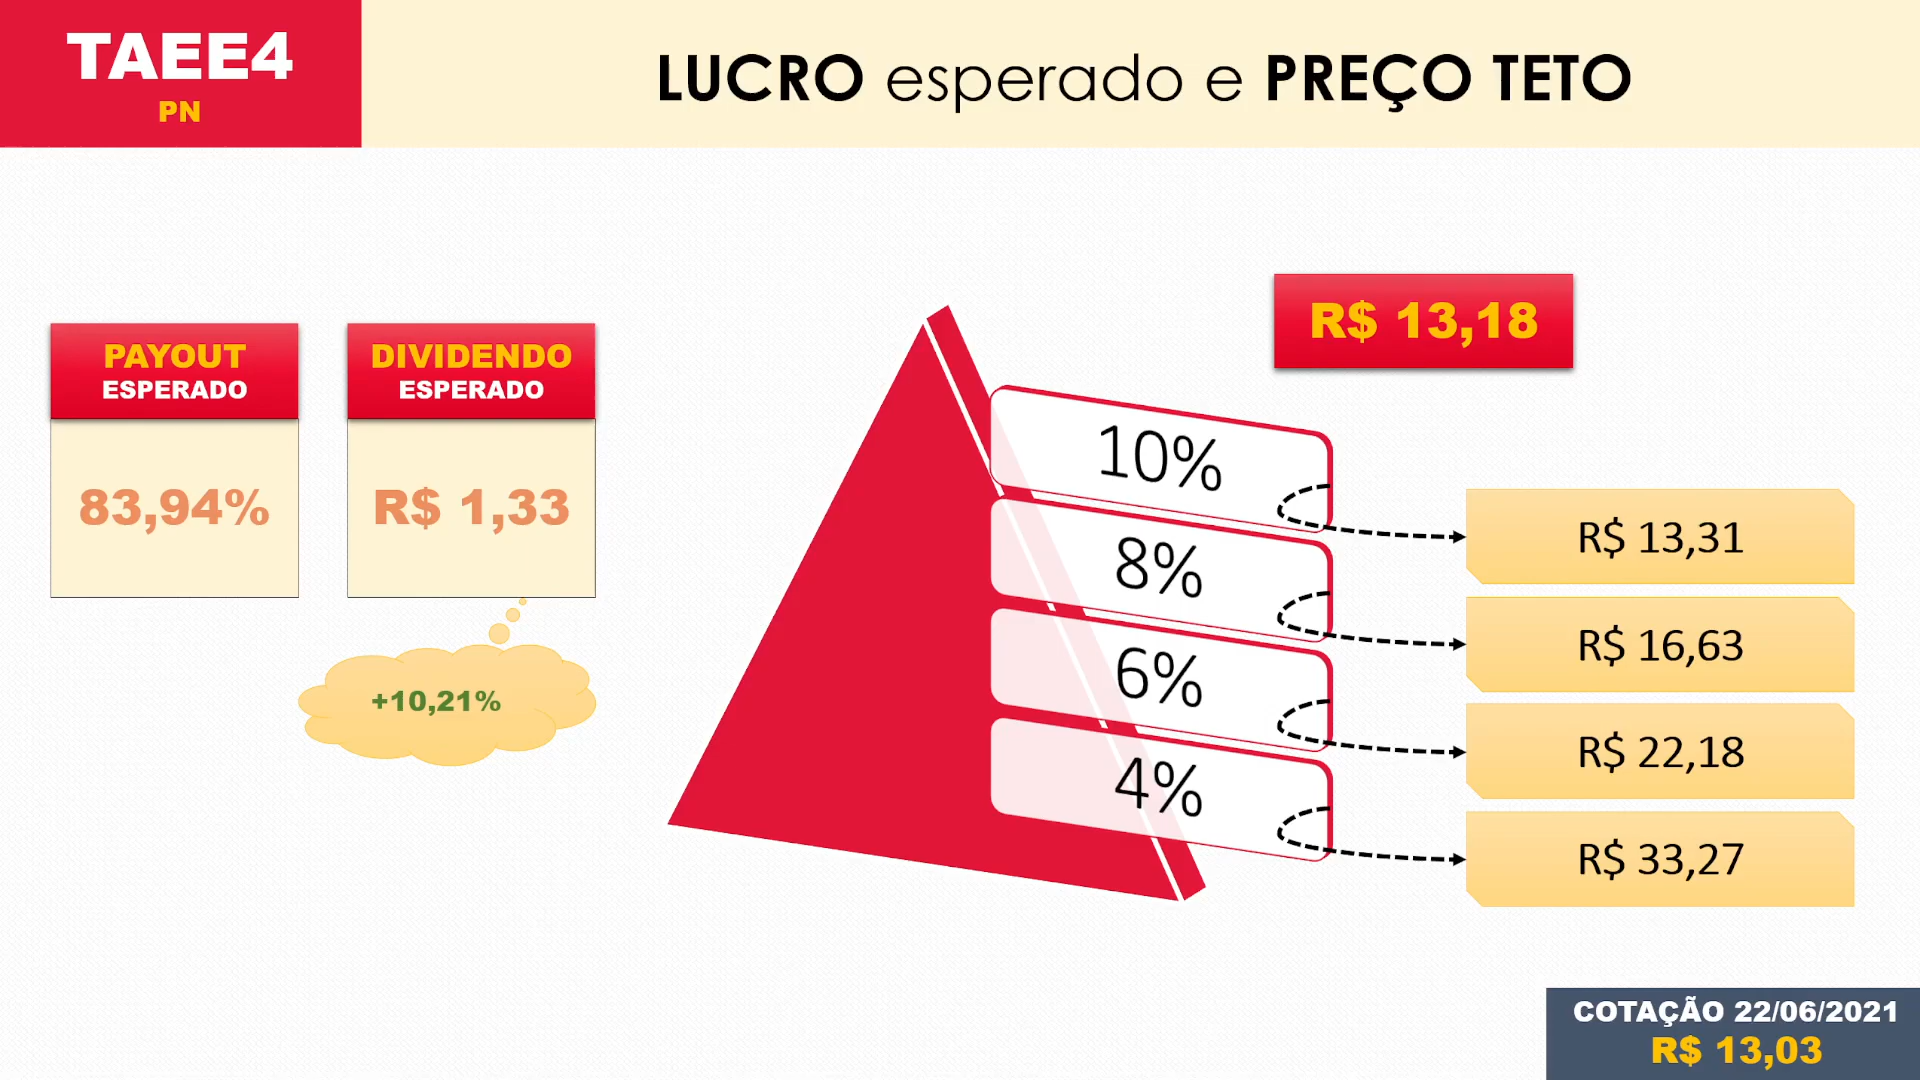 TAEE4
PN
LUCRO esperado e PREÇO TETO
PAYOUT
ESPERADO
83,94%
DIVIDENDO
ESPERADO
R$ 1,33
+10,21%
R$ 13,18
10%
R$ 13,31
8%
R$ 16,63
6%
R$ 22,18
4%
R$ 33,27
COTAÇÃO 22/06/2021
R$ 13,03